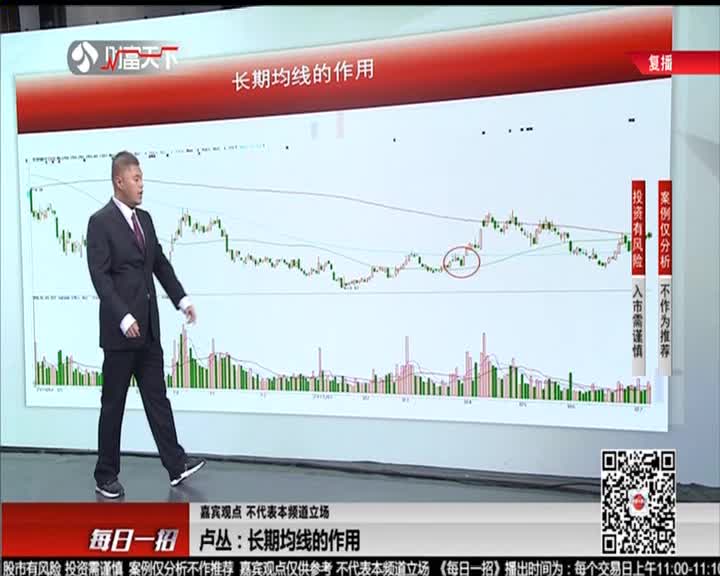 财富天下
长期均线的作用
复播
投资有风险
入市需谨慎
案例仅分析
不作为推荐
嘉宾观点 不代表本频道立场
每日一招
卢丛：长期均线的作用
股市有风险 投资需谨慎 案例仅分析不作推荐 嘉宾观点仅供参考 不代表本频道立场 《每日一招》播出时间为：每个交易日上午11:00-11:10